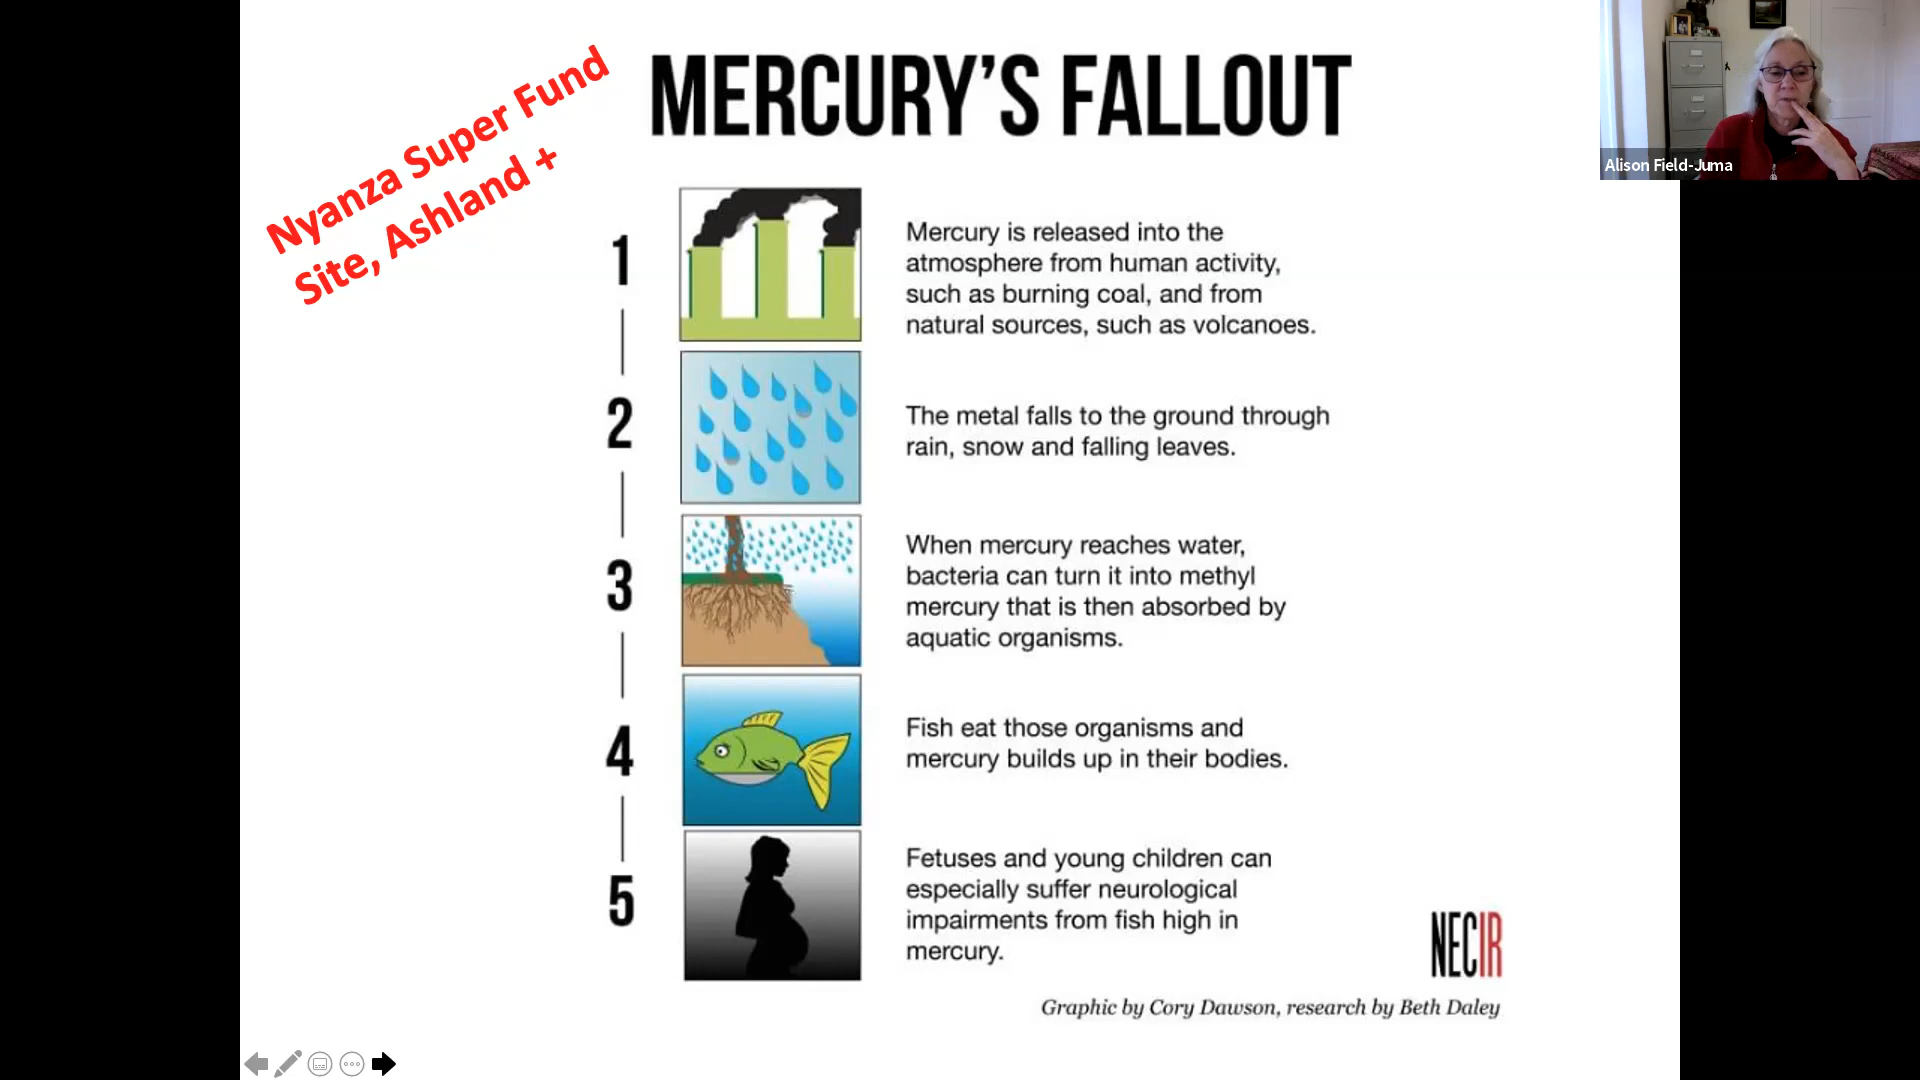 Nyanza Super Fund
Site, Ashland +
MERCURY'S FALLOUT
Alison Field-Juma
1
Mercury is released into the
atmosphere from human activity,
such as burning coal, and from
natural sources, such as volcanoes.
2
The metal falls to the ground through
rain, snow and falling leaves.
3
When mercury reaches water,
bacteria can turn it into methyl
mercury that is then absorbed by
aquatic organisms.
4
Fish eat those organisms and
mercury builds up in their bodies.
5
Fetuses and young children can
especially suffer neurological
impairments from fish high in
mercury.
NECIR
Graphic by Cory Dawson, research by Beth Daley